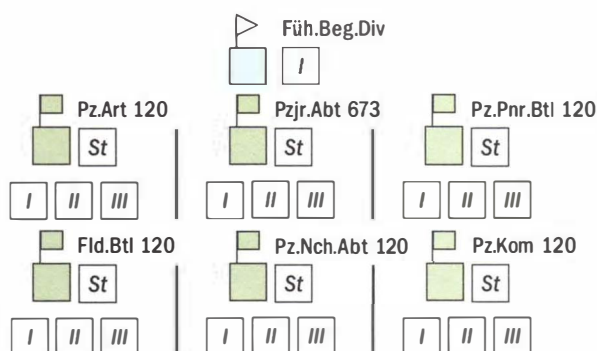 Füh.Beg.Div
I
Pz.Art 120 Pzjr.Abt 673 Pz.Pnr.Btl 120
St St St
I II III I II III I II III
Fld.Btl 120 Pz.Nch.Abt 120 Pz.Kom 120
St St St
I II III I II III I II III